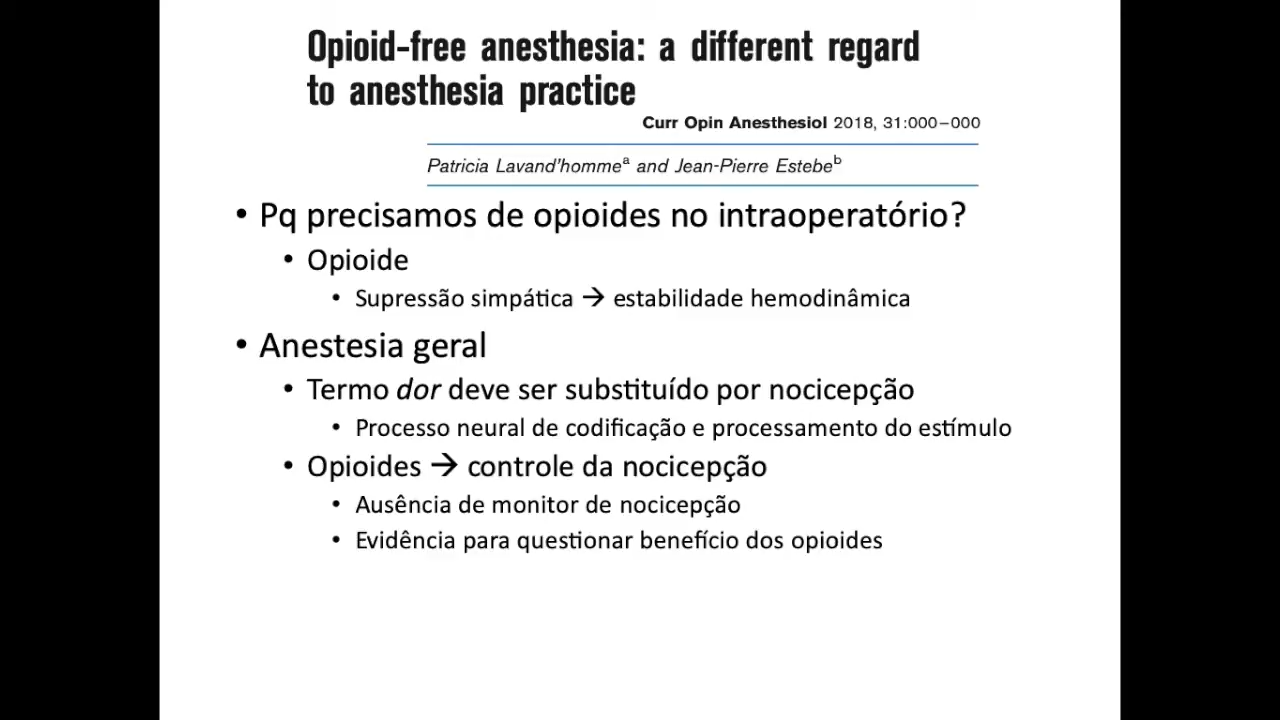 Opioid-free anesthesia: a different regard
to anesthesia practice
Curr Opin Anesthesiol 2018, 31:000–000
Patricia Lavand'hommeᵃ and Jean-Pierre Estebeᵇ
• Pq precisamos de opioides no intraoperatório?
• Opioide
• Supressão simpática → estabilidade hemodinâmica
• Anestesia geral
• Termo dor deve ser substituído por nocicepção
• Processo neural de codificação e processamento do estímulo
• Opioides → controle da nocicepção
• Ausência de monitor de nocicepção
• Evidência para questionar benefício dos opioides